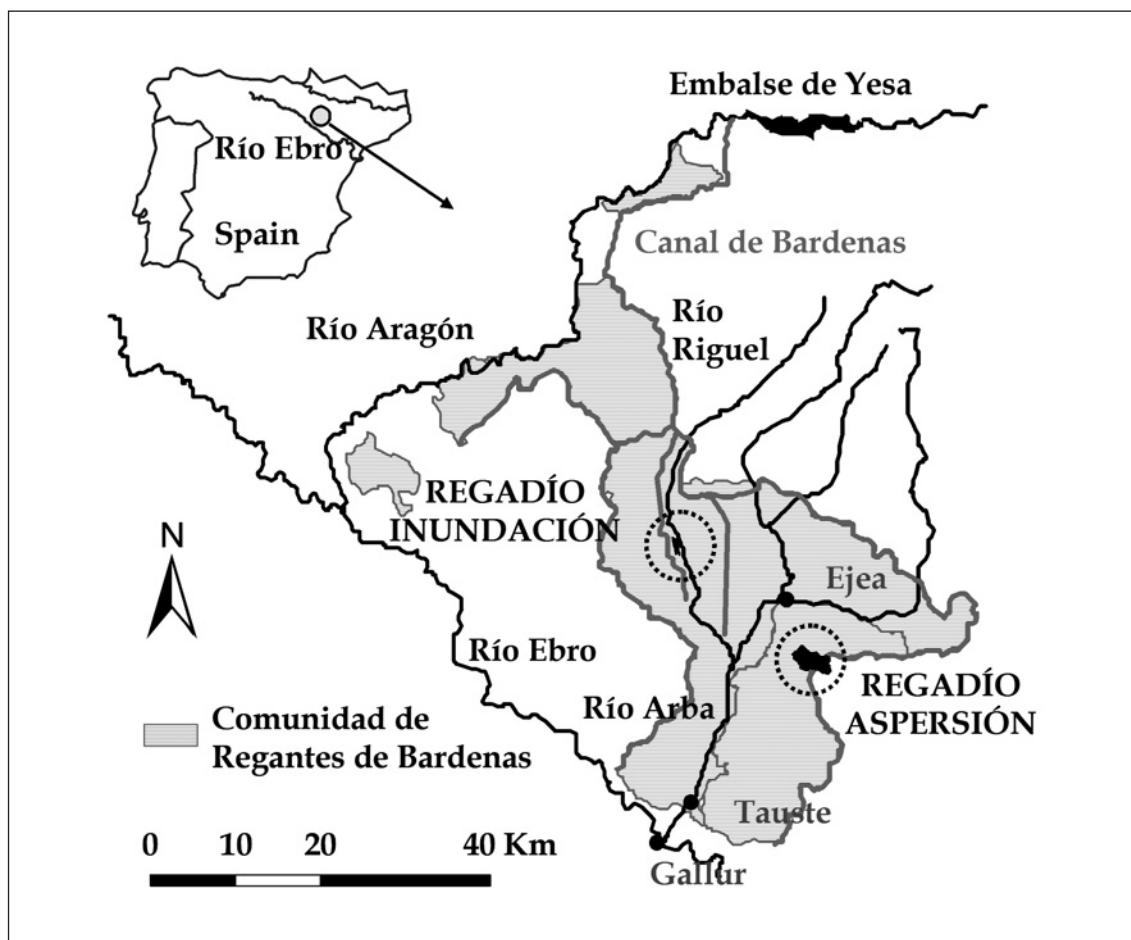 Embalse de Yesa
Río Ebro
Spain
Canal de Bardenas
Río Aragón
Río
Riguel
REGADÍO
INUNDACIÓN
N
Ejea
Río Ebro
REGADÍO
ASPERSIÓN
Río Arba
Comunidad de
Regantes de Bardenas
Tauste
0 10 20 40 Km
Gallur